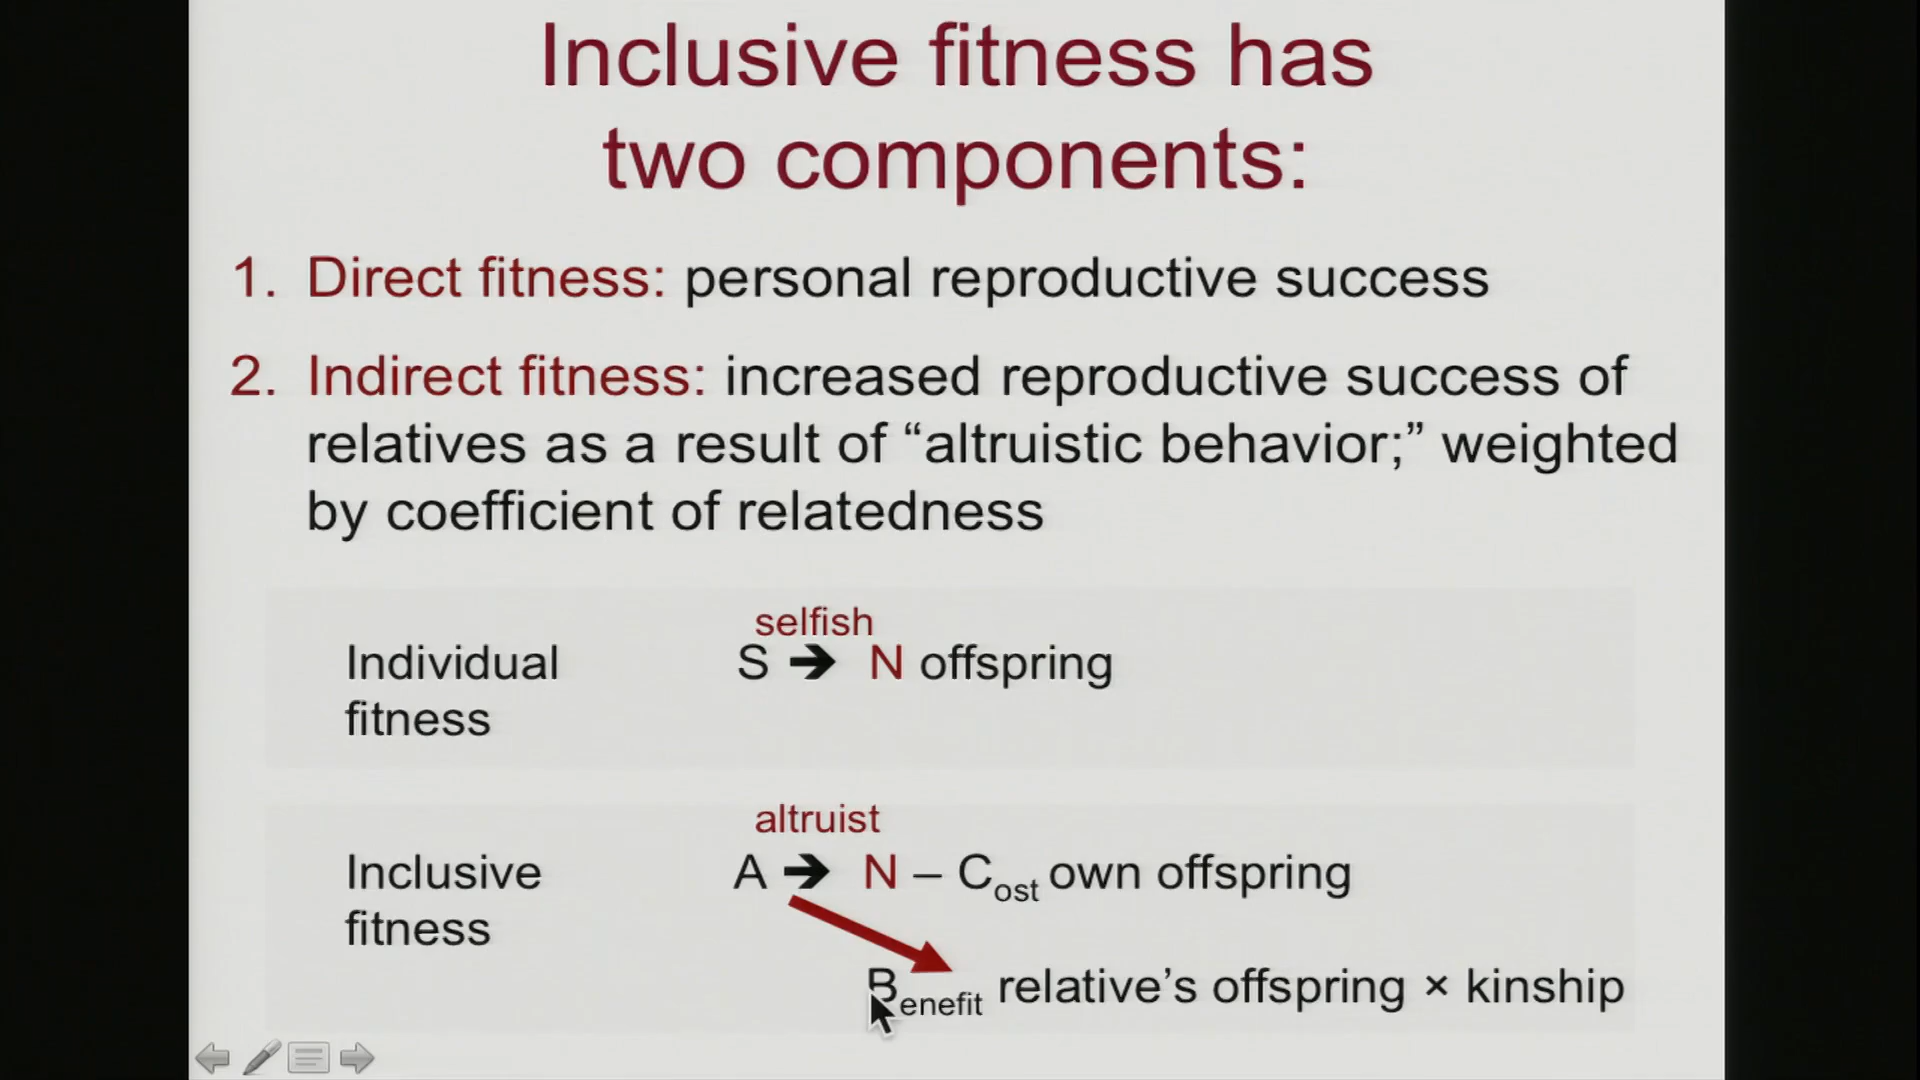 Inclusive fitness has
two components:
1. Direct fitness: personal reproductive success
2. Indirect fitness: increased reproductive success of
relatives as a result of “altruistic behavior;” weighted
by coefficient of relatedness
selfish
Individual S ➔ N offspring
fitness
altruist
Inclusive A ➔ N – Cost own offspring
fitness
Benefit relative’s offspring × kinship